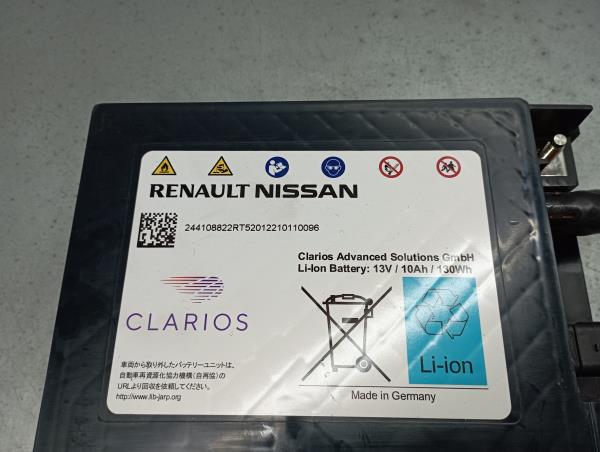 RENAULT NISSAN
244108822RT52012210110096
Clarios Advanced Solutions GmbH
Li-Ion Battery: 13V / 10Ah / 130Wh
CLARIOS
Li-ion
車両から取り外したバッテリーユニットは、
自動車再資源化協力機構(自再協)の
URLより回収を依頼してください。
http://www.lib-jarp.org
Made in Germany